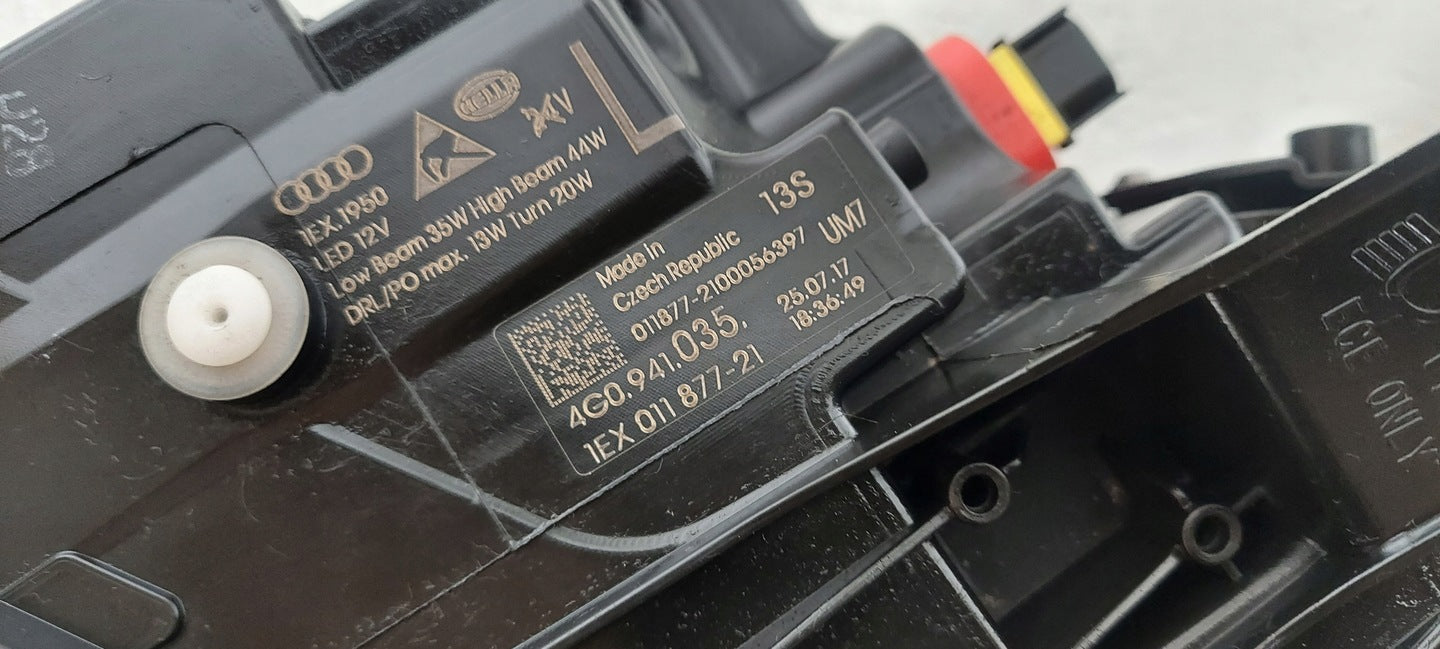 U28
HELLA
L
1EX.1950
LED 12V
Low Beam 35W High Beam 44W
DRL/PO max. 13W Turn 20W
13S
Made in
Czech Republic
011877-2100056397 UM7
25.07.17
18:36:49
4G0.941.035.
1EX 011 877-21
ECE ONLY